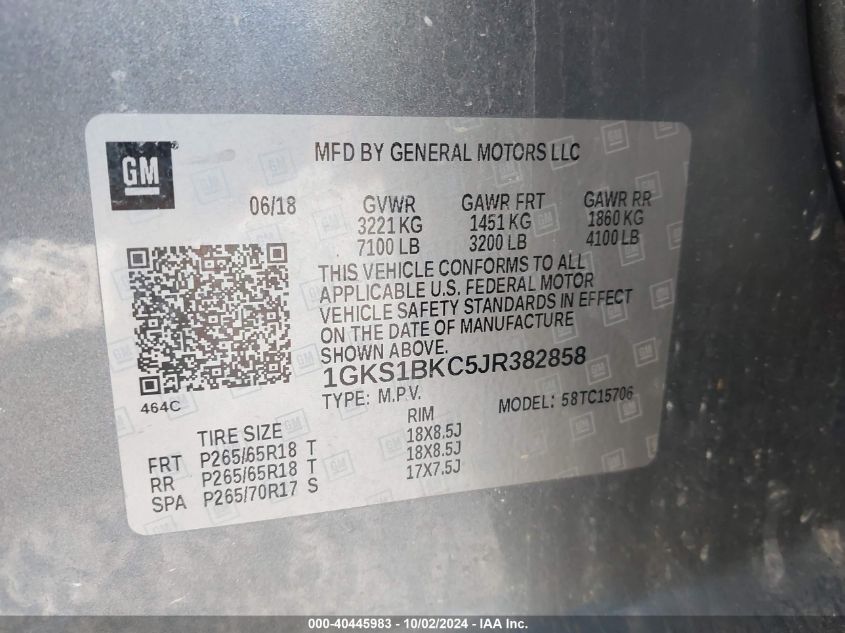 GM
MFD BY GENERAL MOTORS LLC
06/18 GVWR GAWR FRT GAWR RR
3221 KG 1451 KG 1860 KG
7100 LB 3200 LB 4100 LB
THIS VEHICLE CONFORMS TO ALL
APPLICABLE U.S. FEDERAL MOTOR
VEHICLE SAFETY STANDARDS IN EFFECT
ON THE DATE OF MANUFACTURE
SHOWN ABOVE.
1GKS1BKC5JR382858
TYPE: M.P.V. MODEL: 58TC15706
464C
TIRE SIZE RIM
FRT P265/65R18 T 18X8.5J
RR P265/65R18 T 18X8.5J
SPA P265/70R17 S 17X7.5J
000-40445983 - 10/02/2024 - IAA, Inc.